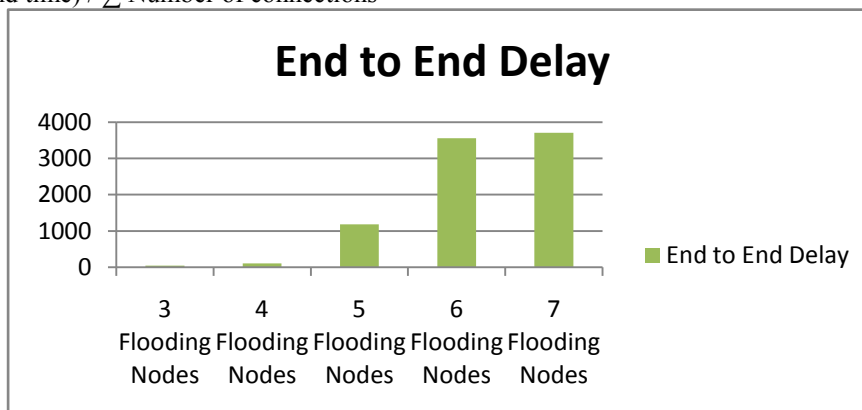 time) / ∑ Number of connections
End to End Delay
4000
3000
2000
1000
0
End to End Delay
3 4 5 6 7
Flooding Flooding Flooding Flooding Flooding
Nodes Nodes Nodes Nodes Nodes